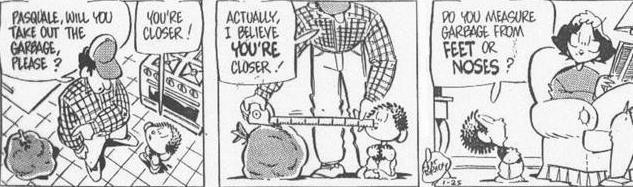 PASQUALE, WILL YOU
TAKE OUT THE
GARBAGE,
PLEASE ?
YOU'RE
CLOSER !
ACTUALLY,
I BELIEVE
YOU'RE
CLOSER !
DO YOU MEASURE
GARBAGE FROM
FEET OR
NOSES ?
1-25